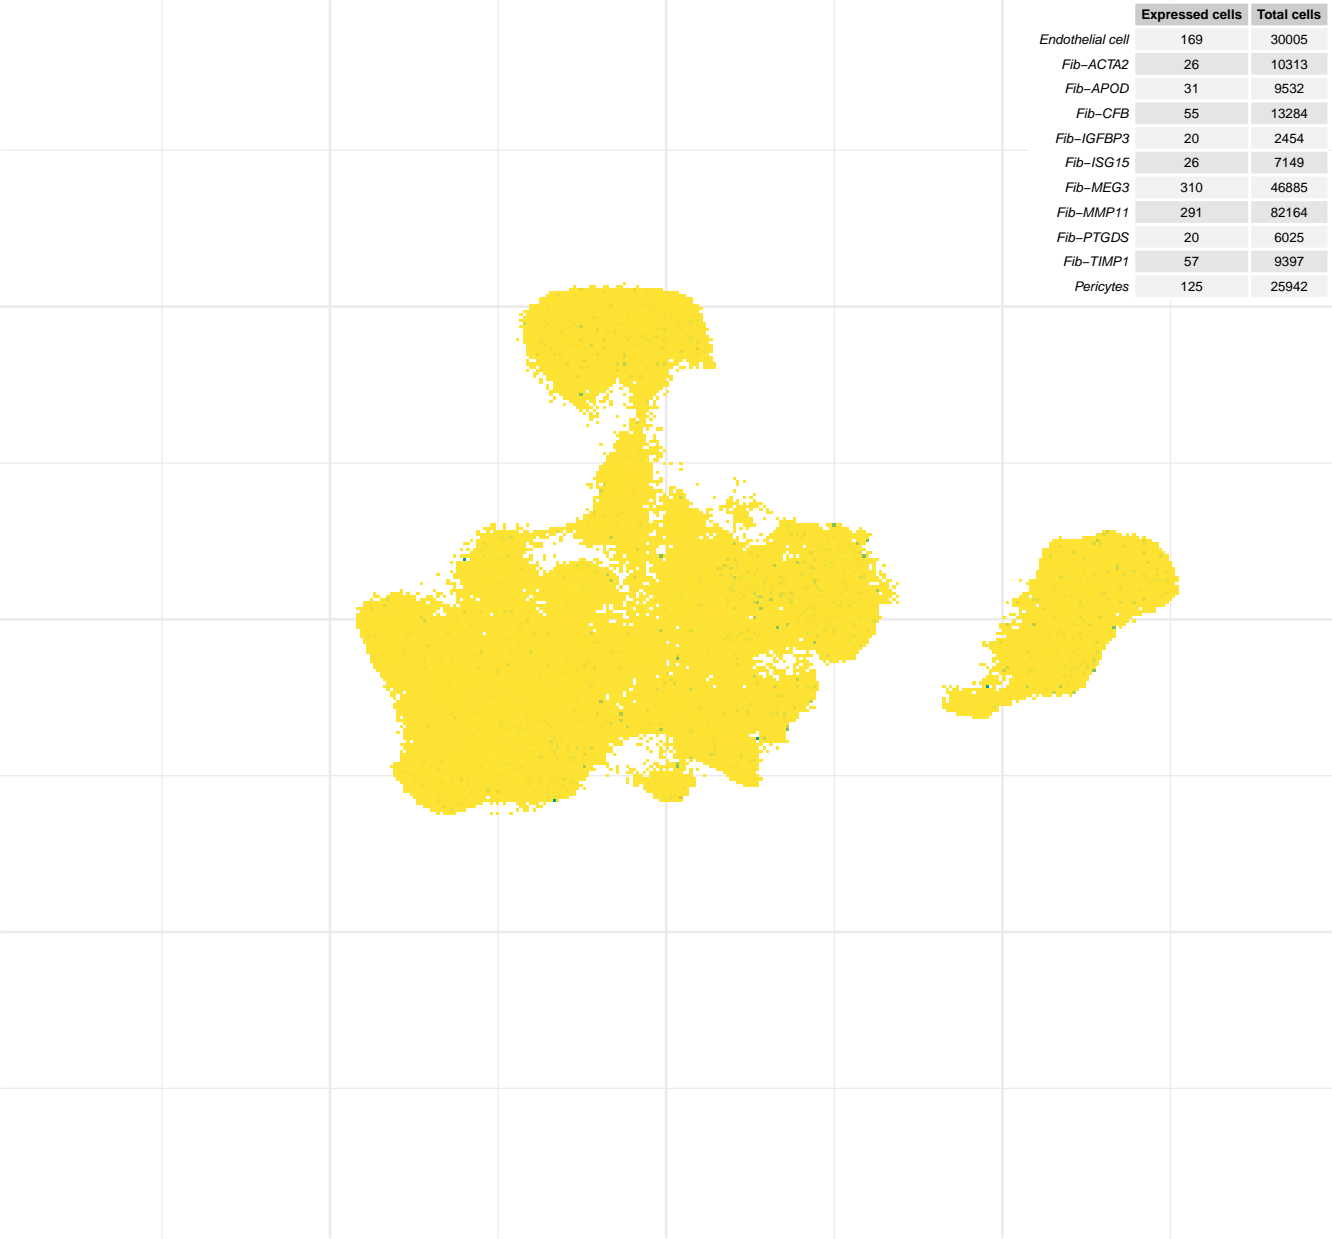 Expressed cells Total cells
Endothelial cell 169 30005
Fib−ACTA2 26 10313
Fib−APOD 31 9532
Fib−CFB 55 13284
Fib−IGFBP3 20 2454
Fib−ISG15 26 7149
Fib−MEG3 310 46885
Fib−MMP11 291 82164
Fib−PTGDS 20 6025
Fib−TIMP1 57 9397
Pericytes 125 25942